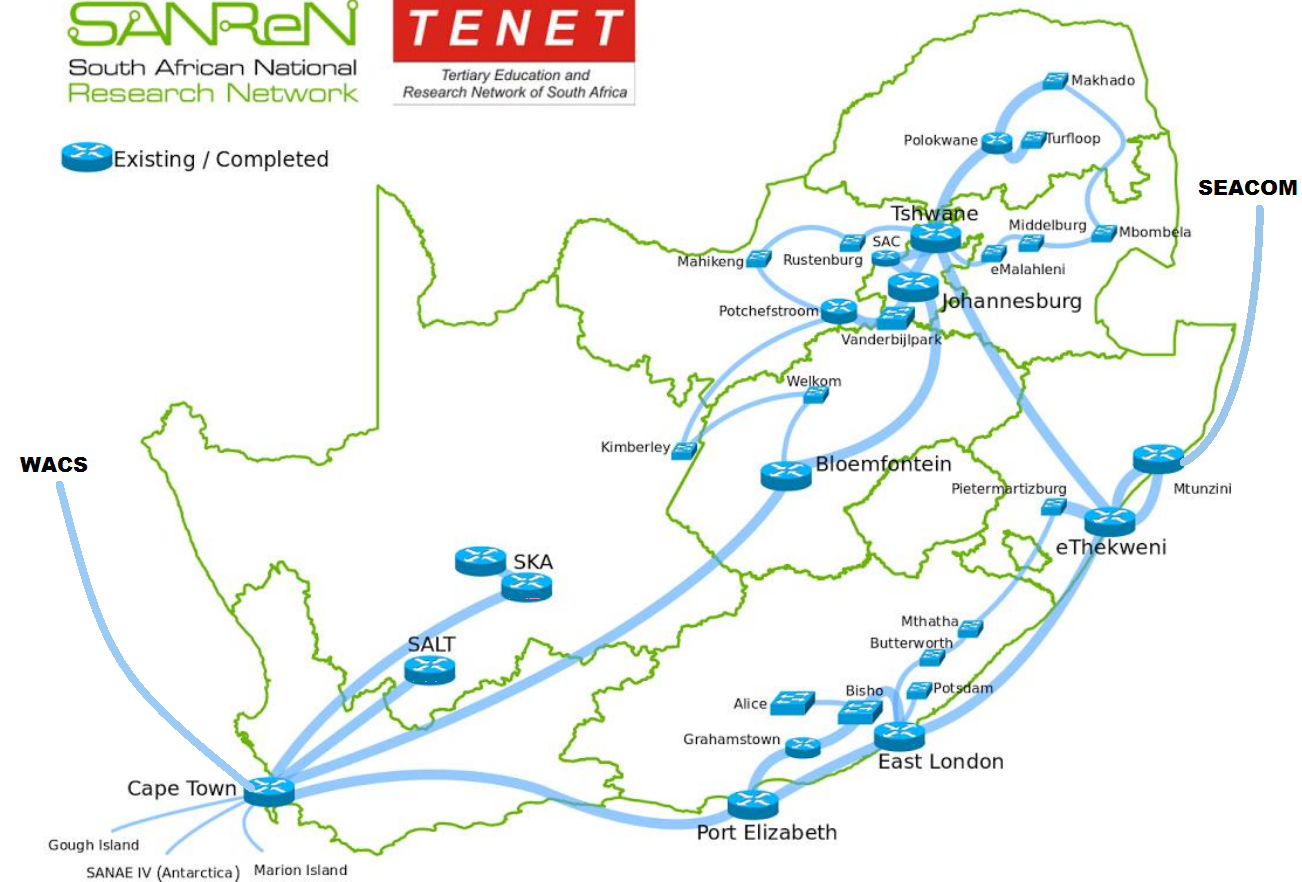 SANReN
South African National
Research Network
TENET
Tertiary Education and
Research Network of South Africa
Existing / Completed
Makhado
Polokwane
Turfloop
SEACOM
Tshwane
SAC
Middelburg
Mbombela
Mahikeng
Rustenburg
eMalahleni
Johannesburg
Potchefstroom
Vanderbijlpark
Welkom
Kimberley
WACS
Bloemfontein
Pietermartizburg
Mtunzini
eThekweni
SKA
Mthatha
SALT
Butterworth
Potsdam
Bisho
Alice
Grahamstown
East London
Cape Town
Port Elizabeth
Gough Island
SANAE IV (Antarctica)
Marion Island